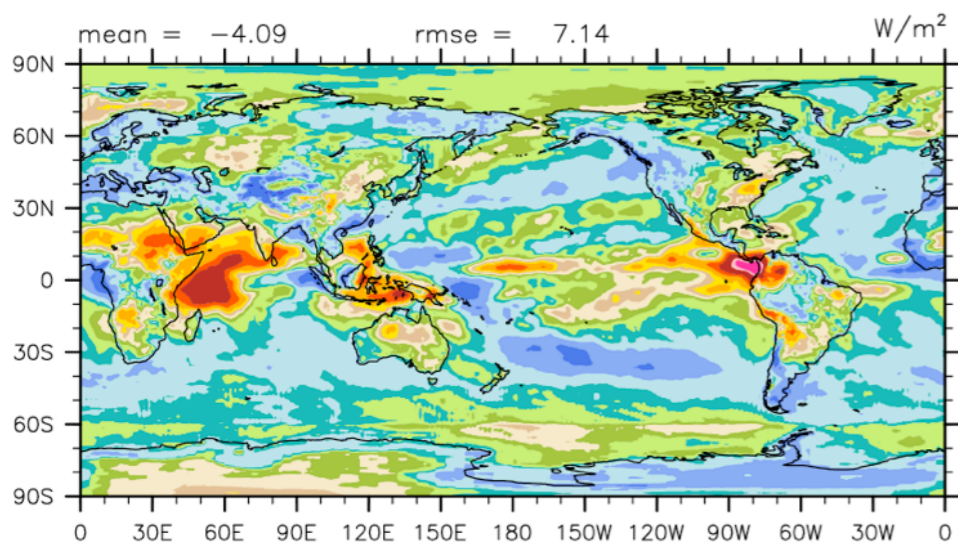 mean = -4.09 rmse = 7.14 W/m²
90N
60N
30N
0
30S
60S
90S
0 30E 60E 90E 120E 150E 180 150W 120W 90W 60W 30W 0